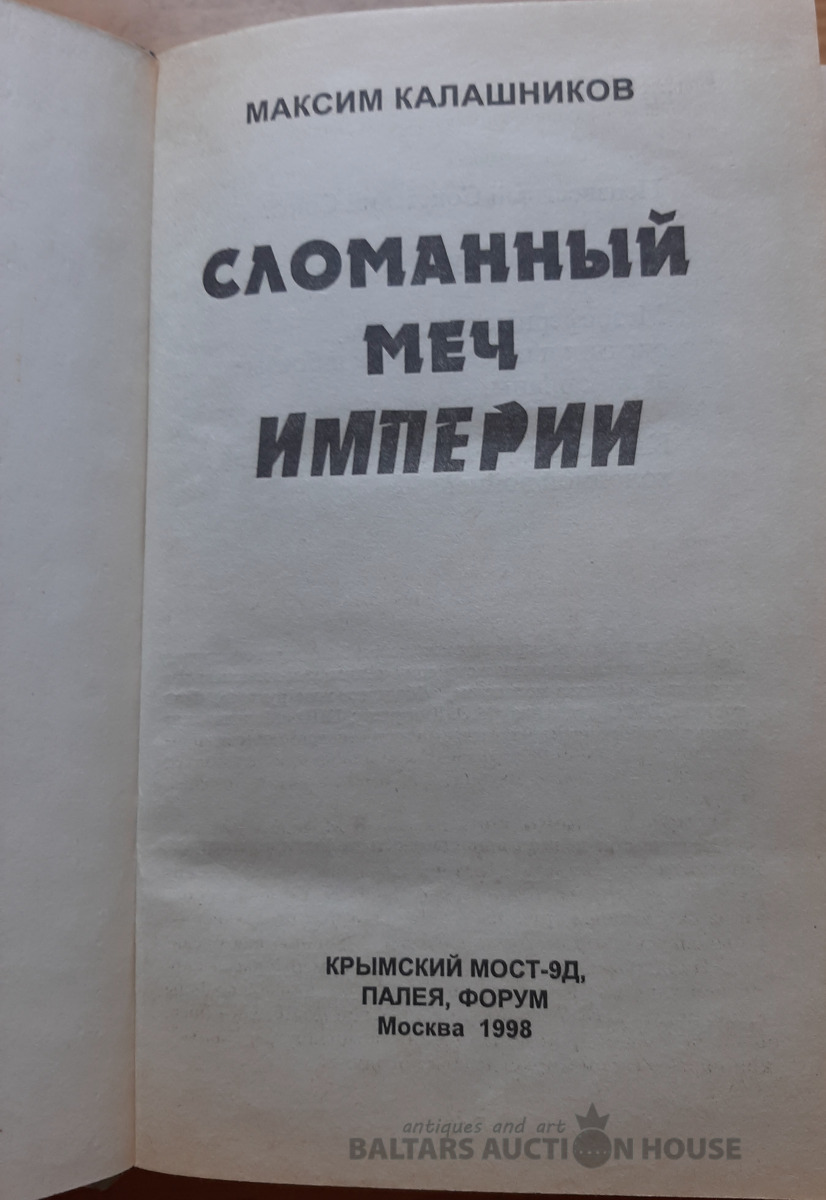 МАКСИМ КАЛАШНИКОВ
СЛОМАННЫЙ
МЕЧ
ИМПЕРИИ
КРЫМСКИЙ МОСТ-9Д,
ПАЛЕЯ, ФОРУМ
Москва 1998
antiques and art
BALTARS AUCTION HOUSE